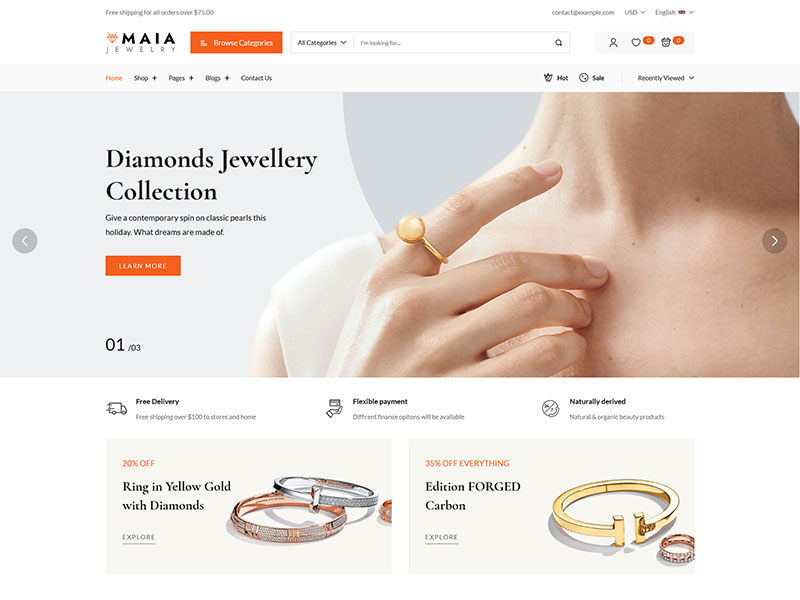 Free shipping for all orders over $75.00
contact@example.com USD English
MAIA
JEWELRY
Browse Categories
All Categories I'm looking for...
0 0
Home Shop + Pages + Blogs + Contact Us
Hot Sale Recently Viewed
Diamonds Jewellery
Collection
Give a contemporary spin on classic pearls this
holiday. What dreams are made of.
LEARN MORE
01 /03
Free Delivery
Free shipping over $100 to stores and home
Flexible payment
Diffirent finance opitons will be available
Naturally derived
Natural & organic beauty products
20% OFF
Ring in Yellow Gold
with Diamonds
EXPLORE
35% OFF EVERYTHING
Edition FORGED
Carbon
EXPLORE